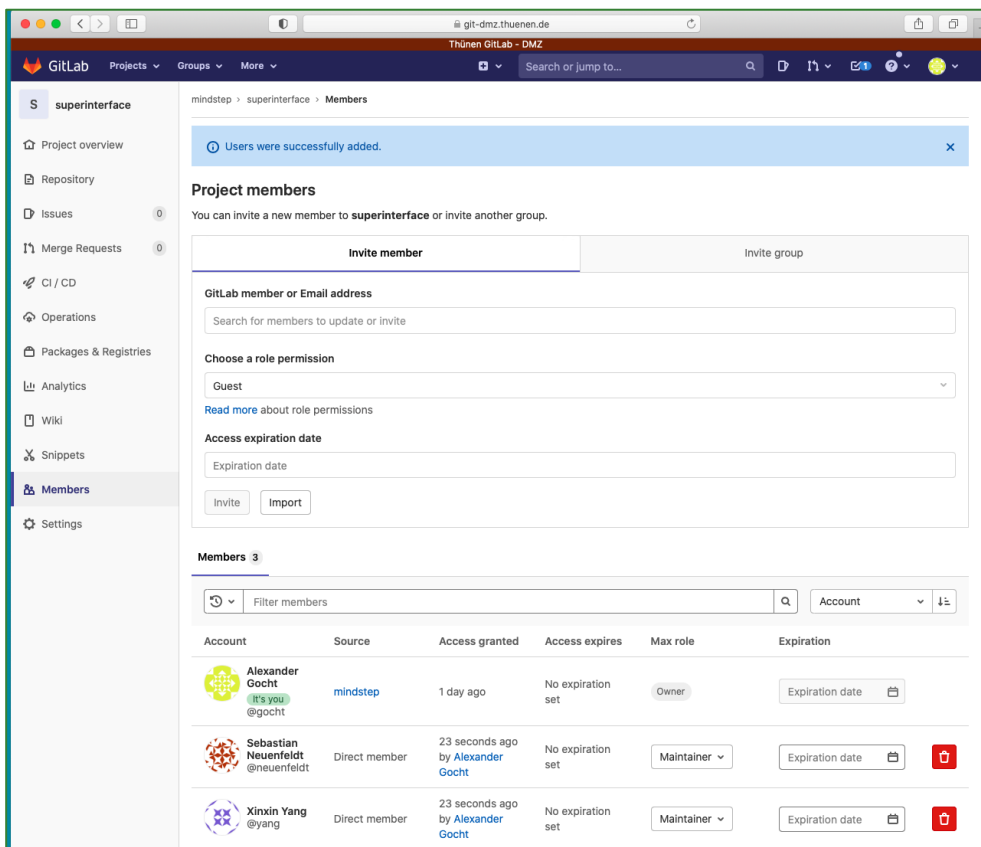 git-dmz.thuenen.de
Thünen GitLab - DMZ
GitLab Projects Groups More Search or jump to... 1
S superinterface
Project overview
Repository
Issues 0
Merge Requests 0
CI / CD
Operations
Packages & Registries
Analytics
Wiki
Snippets
Members
Settings
mindstep > superinterface > Members
Users were successfully added.
Project members
You can invite a new member to superinterface or invite another group.
Invite member Invite group
GitLab member or Email address
Search for members to update or invite
Choose a role permission
Guest
Read more about role permissions
Access expiration date
Expiration date
Invite Import
Members 3
Filter members Account
Account Source Access granted Access expires Max role Expiration
Alexander
Gocht
It's you
@gocht
mindstep
1 day ago
No expiration
set
Owner
Expiration date
Sebastian
Neuenfeldt
@neuenfeldt
Direct member
23 seconds ago
by Alexander
Gocht
No expiration
set
Maintainer
Expiration date
Xinxin Yang
@yang
Direct member
23 seconds ago
by Alexander
Gocht
No expiration
set
Maintainer
Expiration date